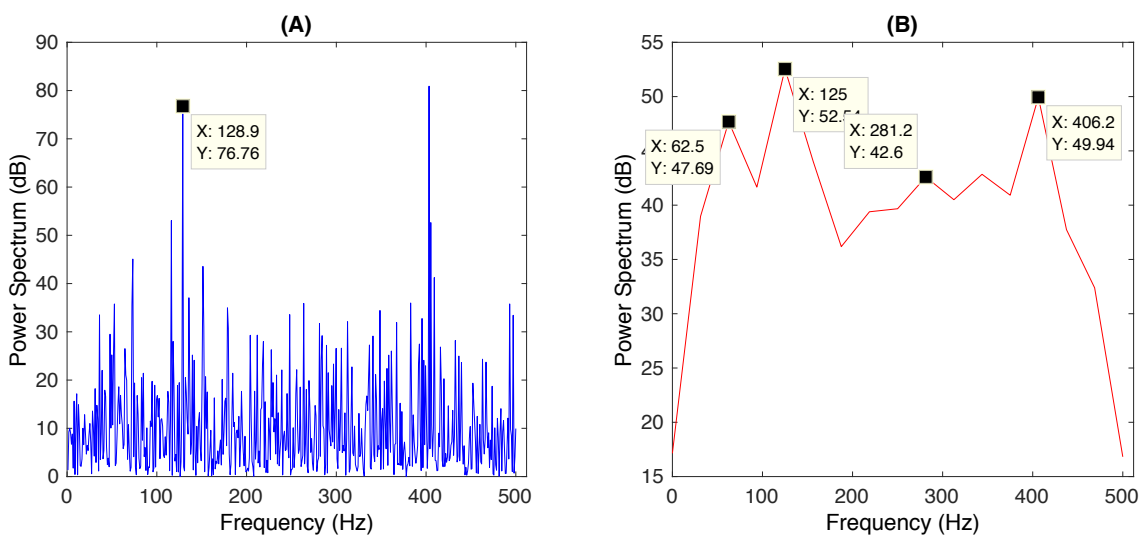 (A)
90
80
70
60
50
40
30
20
10
0
Power Spectrum (dB)
X: 128.9
Y: 76.76
0 100 200 300 400 500
Frequency (Hz)
(B)
55
50
45
40
35
30
25
20
15
Power Spectrum (dB)
X: 62.5
Y: 47.69
X: 125
Y: 52.54
X: 281.2
Y: 42.6
X: 406.2
Y: 49.94
0 100 200 300 400 500
Frequency (Hz)